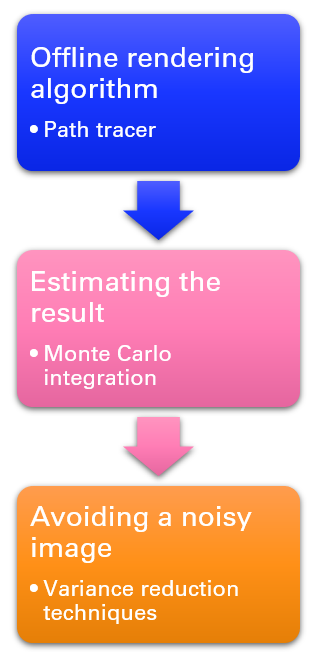 Offline rendering
algorithm
• Path tracer
Estimating the
result
• Monte Carlo
integration
Avoiding a noisy
image
• Variance reduction
techniques